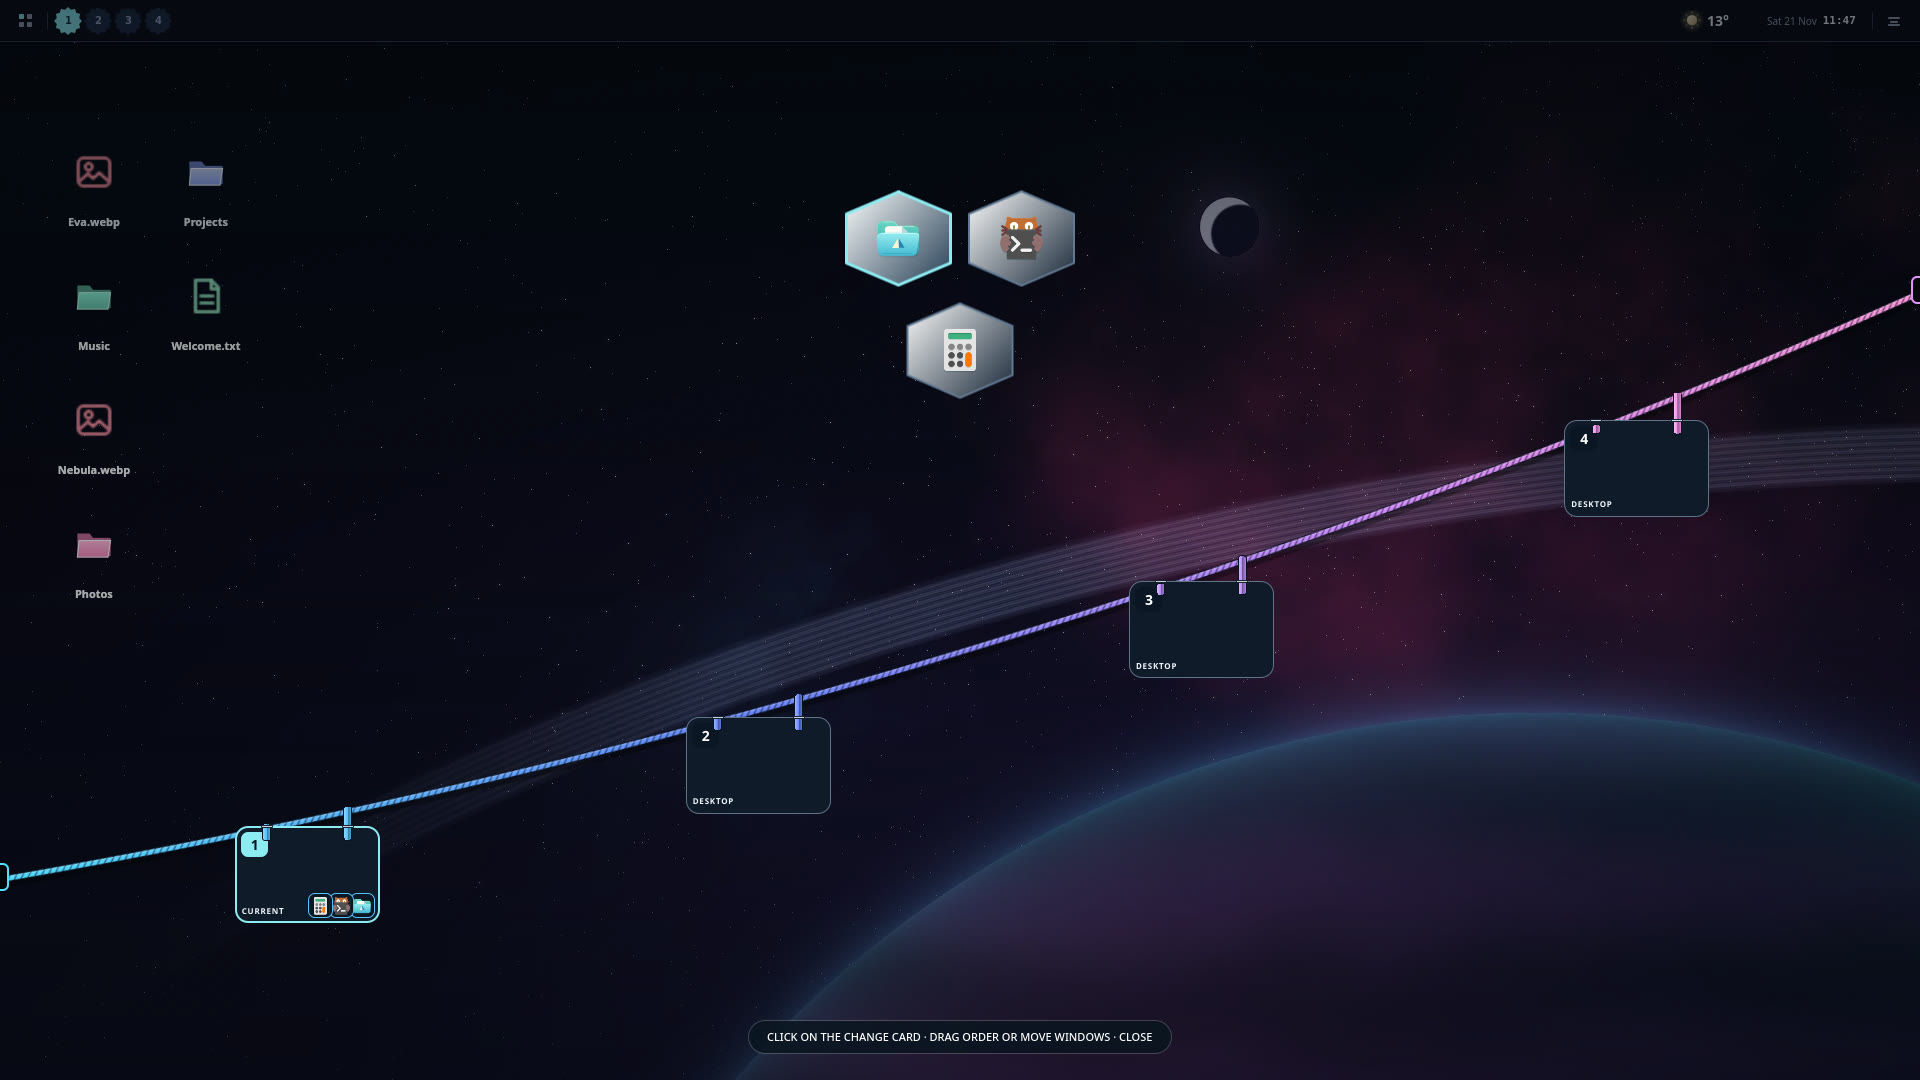 1 2 3 4
13°
Sat 21 Nov 11:47
Eva.webp
Projects
Music
Welcome.txt
Nebula.webp
Photos
4
DESKTOP
3
DESKTOP
2
DESKTOP
1
CURRENT
CLICK ON THE CHANGE CARD · DRAG ORDER OR MOVE WINDOWS · CLOSE